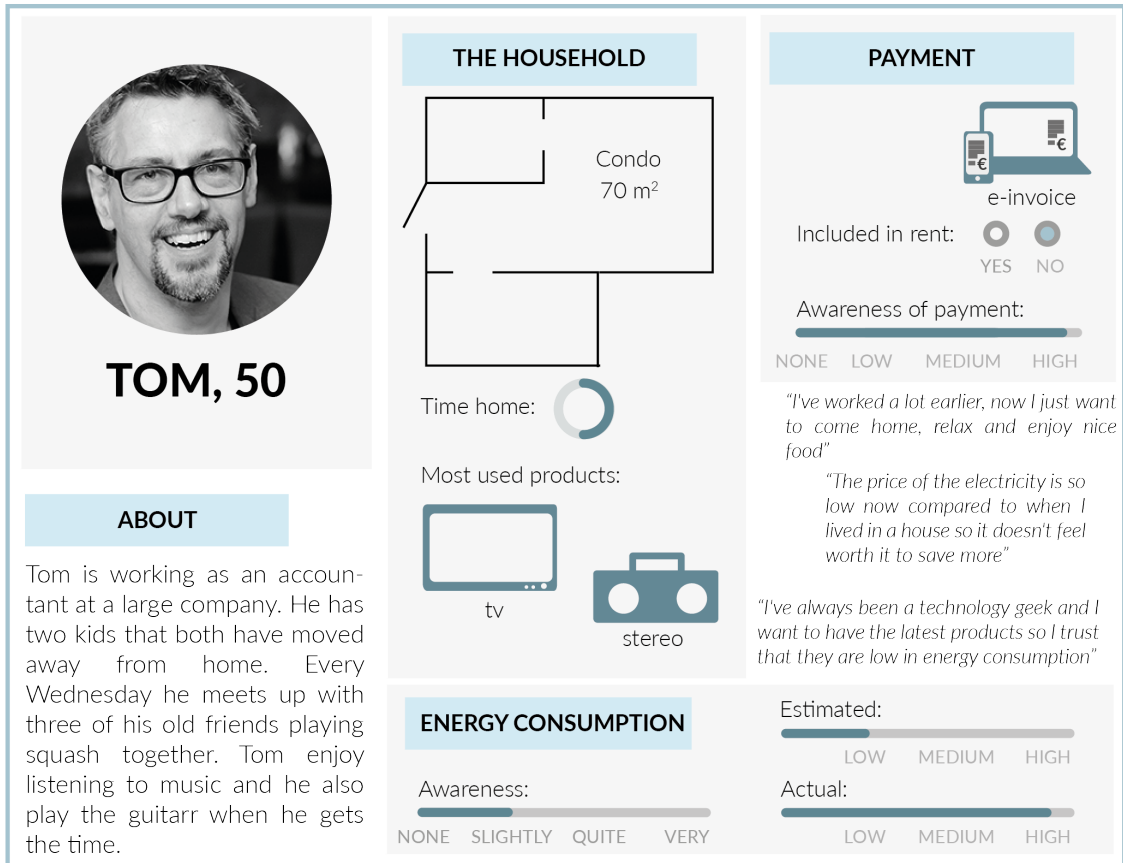 TOM, 50
ABOUT
Tom is working as an accoun-
tant at a large company. He has
two kids that both have moved
away from home. Every
Wednesday he meets up with
three of his old friends playing
squash together. Tom enjoy
listening to music and he also
play the guitarr when he gets
the time.
THE HOUSEHOLD
Condo
70 m²
Time home:
Most used products:
tv
stereo
PAYMENT
€
€
e-invoice
Included in rent:
YES NO
Awareness of payment:
NONE LOW MEDIUM HIGH
“I've worked a lot earlier, now I just want
to come home, relax and enjoy nice
food”
“The price of the electricity is so
low now compared to when I
lived in a house so it doesn't feel
worth it to save more”
“I've always been a technology geek and I
want to have the latest products so I trust
that they are low in energy consumption”
ENERGY CONSUMPTION
Awareness:
NONE SLIGHTLY QUITE VERY
Estimated:
LOW MEDIUM HIGH
Actual:
LOW MEDIUM HIGH